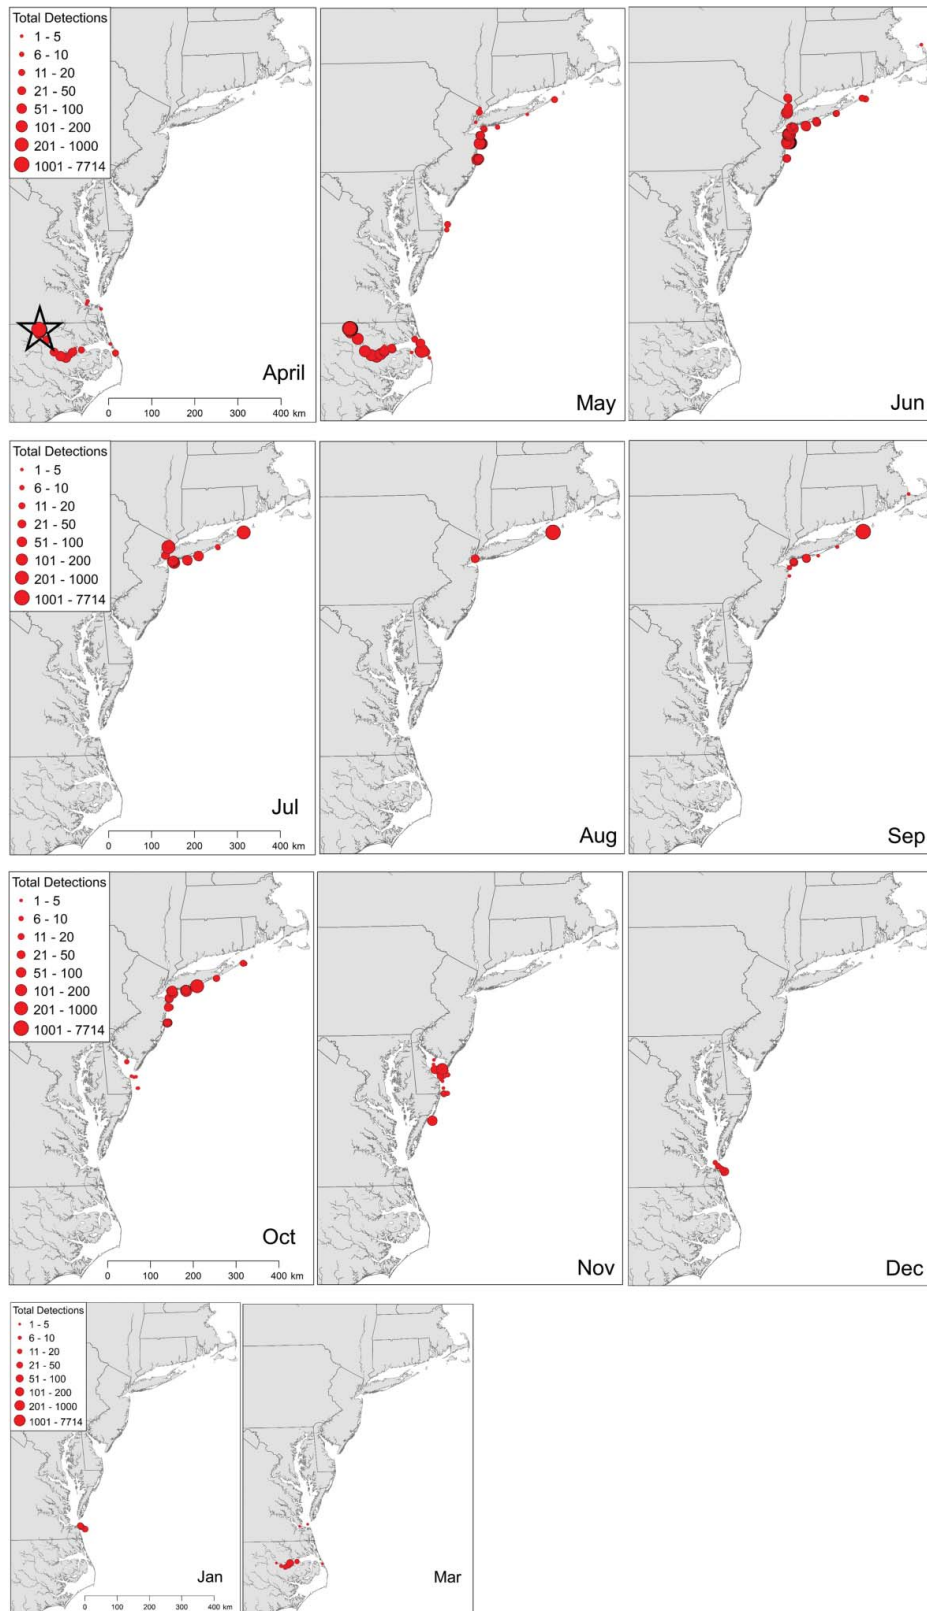 Total Detections
1 - 5
6 - 10
11 - 20
21 - 50
51 - 100
101 - 200
201 - 1000
1001 - 7714
April
0 100 200 300 400 km
May
Jun
Total Detections
1 - 5
6 - 10
11 - 20
21 - 50
51 - 100
101 - 200
201 - 1000
1001 - 7714
Jul
0 100 200 300 400 km
Aug
Sep
Total Detections
1 - 5
6 - 10
11 - 20
21 - 50
51 - 100
101 - 200
201 - 1000
1001 - 7714
Oct
0 100 200 300 400 km
Nov
Dec
Total Detections
1 - 5
6 - 10
11 - 20
21 - 50
51 - 100
101 - 200
201 - 1000
1001 - 7714
Jan
0 100 200 300 400 km
Mar